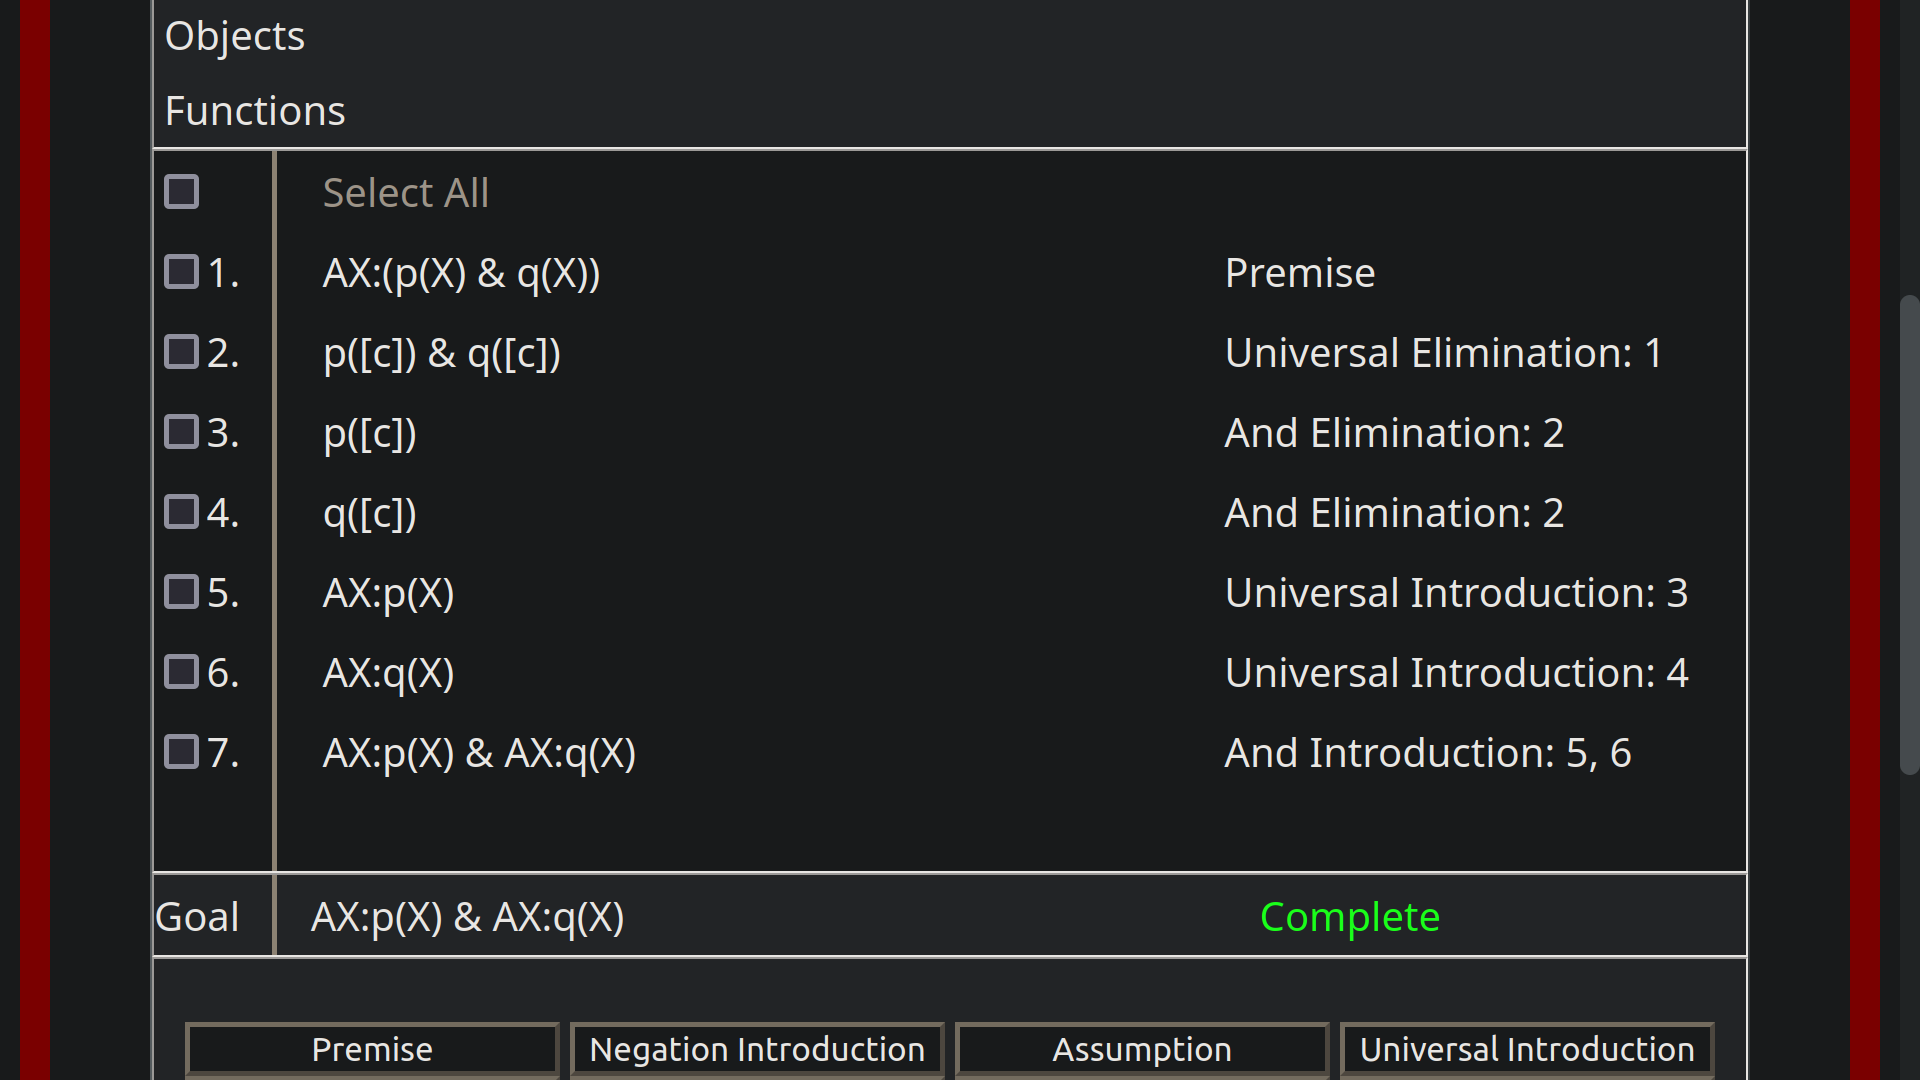 Objects
Functions
Select All
1. AX:(p(X) & q(X)) Premise
2. p([c]) & q([c]) Universal Elimination: 1
3. p([c]) And Elimination: 2
4. q([c]) And Elimination: 2
5. AX:p(X) Universal Introduction: 3
6. AX:q(X) Universal Introduction: 4
7. AX:p(X) & AX:q(X) And Introduction: 5, 6
Goal AX:p(X) & AX:q(X) Complete
Premise Negation Introduction Assumption Universal Introduction